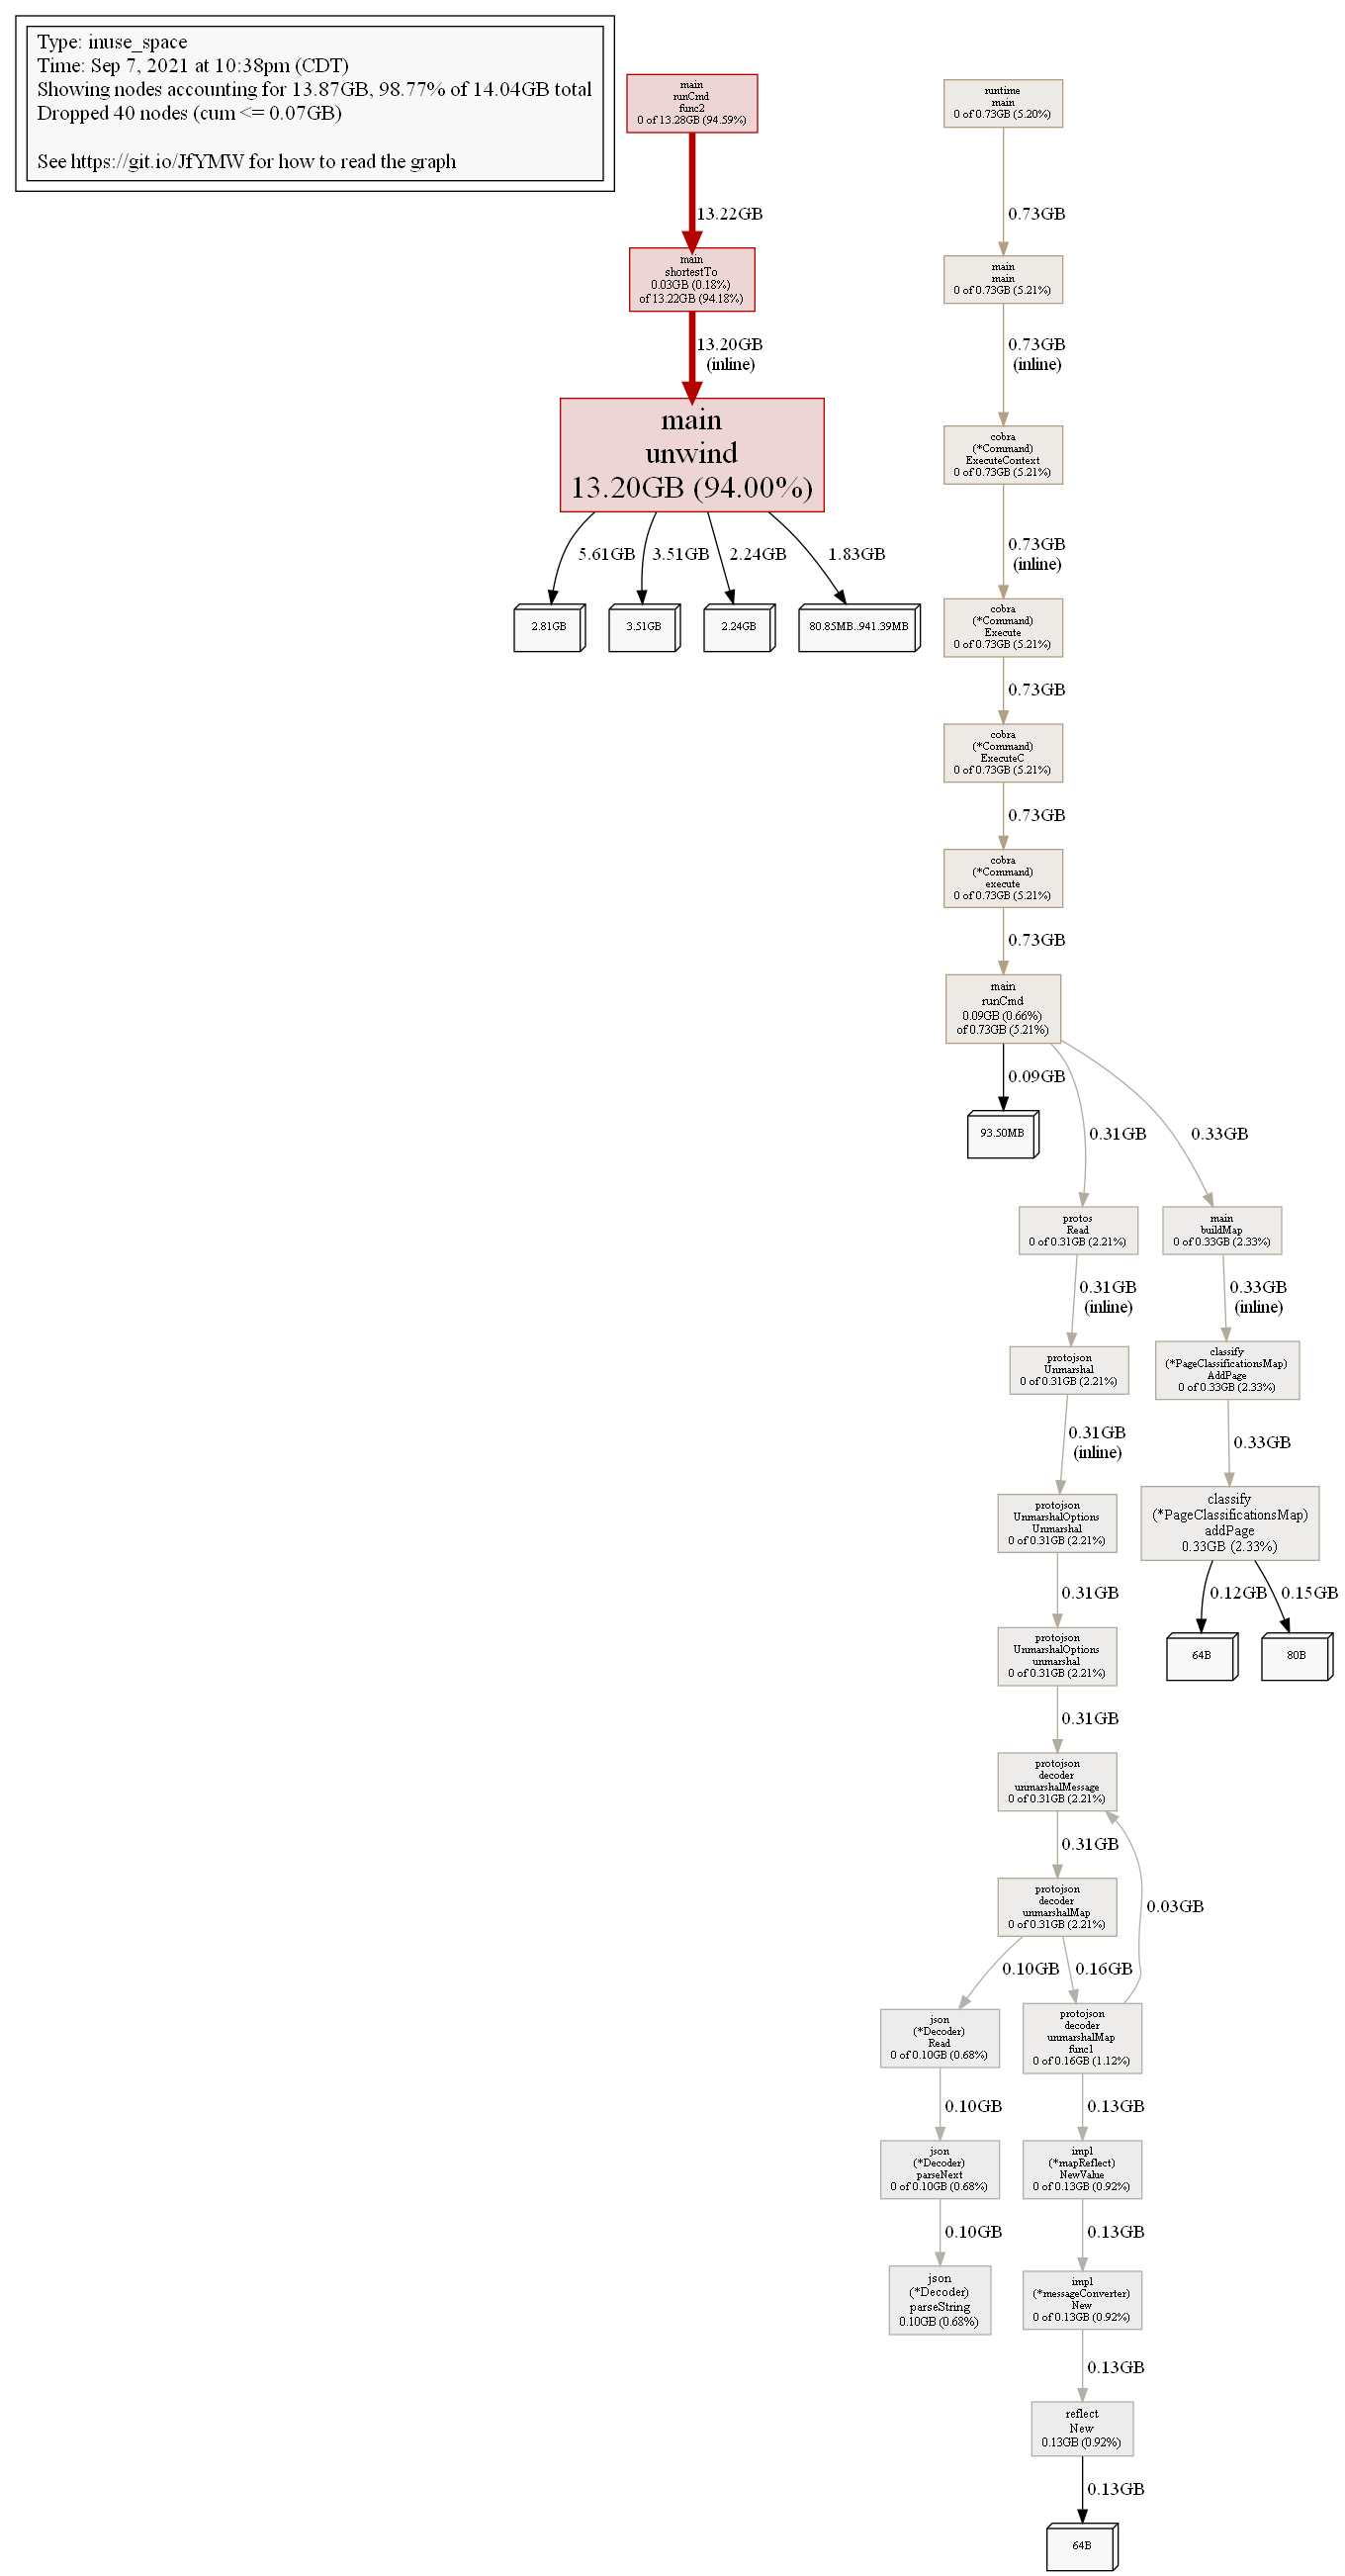 Type: inuse_space
Time: Sep 7, 2021 at 10:38pm (CDT)
Showing nodes accounting for 13.87GB, 98.77% of 14.04GB total
Dropped 40 nodes (cum <= 0.07GB)
See https://git.io/JfYMW for how to read the graph
main
runCmd
func2
0 of 13.28GB (94.59%)
13.22GB
main
shortestTo
0.03GB (0.18%)
of 13.22GB (94.18%)
13.20GB
(inline)
main
unwind
13.20GB (94.00%)
5.61GB
3.51GB
2.24GB
1.83GB
2.81GB
3.51GB
2.24GB
80.85MB..941.39MB
runtime
main
0 of 0.73GB (5.20%)
0.73GB
main
main
0 of 0.73GB (5.21%)
0.73GB
(inline)
cobra
(*Command)
ExecuteContext
0 of 0.73GB (5.21%)
0.73GB
(inline)
cobra
(*Command)
Execute
0 of 0.73GB (5.21%)
0.73GB
cobra
(*Command)
ExecuteC
0 of 0.73GB (5.21%)
0.73GB
cobra
(*Command)
execute
0 of 0.73GB (5.21%)
0.73GB
main
runCmd
0.09GB (0.66%)
of 0.73GB (5.21%)
0.09GB
0.31GB
0.33GB
93.50MB
protos
Read
0 of 0.31GB (2.21%)
main
buildMap
0 of 0.33GB (2.33%)
0.31GB
(inline)
0.33GB
(inline)
protojson
Unmarshal
0 of 0.31GB (2.21%)
classify
(*PageClassificationsMap)
AddPage
0 of 0.33GB (2.33%)
0.31GB
(inline)
0.33GB
protojson
UnmarshalOptions
Unmarshal
0 of 0.31GB (2.21%)
classify
(*PageClassificationsMap)
addPage
0.33GB (2.33%)
0.31GB
0.12GB
0.15GB
protojson
UnmarshalOptions
unmarshal
0 of 0.31GB (2.21%)
64B
80B
0.31GB
protojson
decoder
unmarshalMessage
0 of 0.31GB (2.21%)
0.31GB
protojson
decoder
unmarshalMap
0 of 0.31GB (2.21%)
0.03GB
0.10GB
0.16GB
json
(*Decoder)
Read
0 of 0.10GB (0.68%)
protojson
decoder
unmarshalMap
func1
0 of 0.16GB (1.12%)
0.10GB
0.13GB
json
(*Decoder)
parseNext
0 of 0.10GB (0.68%)
impl
(*mapReflect)
NewValue
0 of 0.13GB (0.92%)
0.10GB
0.13GB
json
(*Decoder)
parseString
0.10GB (0.68%)
impl
(*messageConverter)
New
0 of 0.13GB (0.92%)
0.13GB
reflect
New
0.13GB (0.92%)
0.13GB
64B